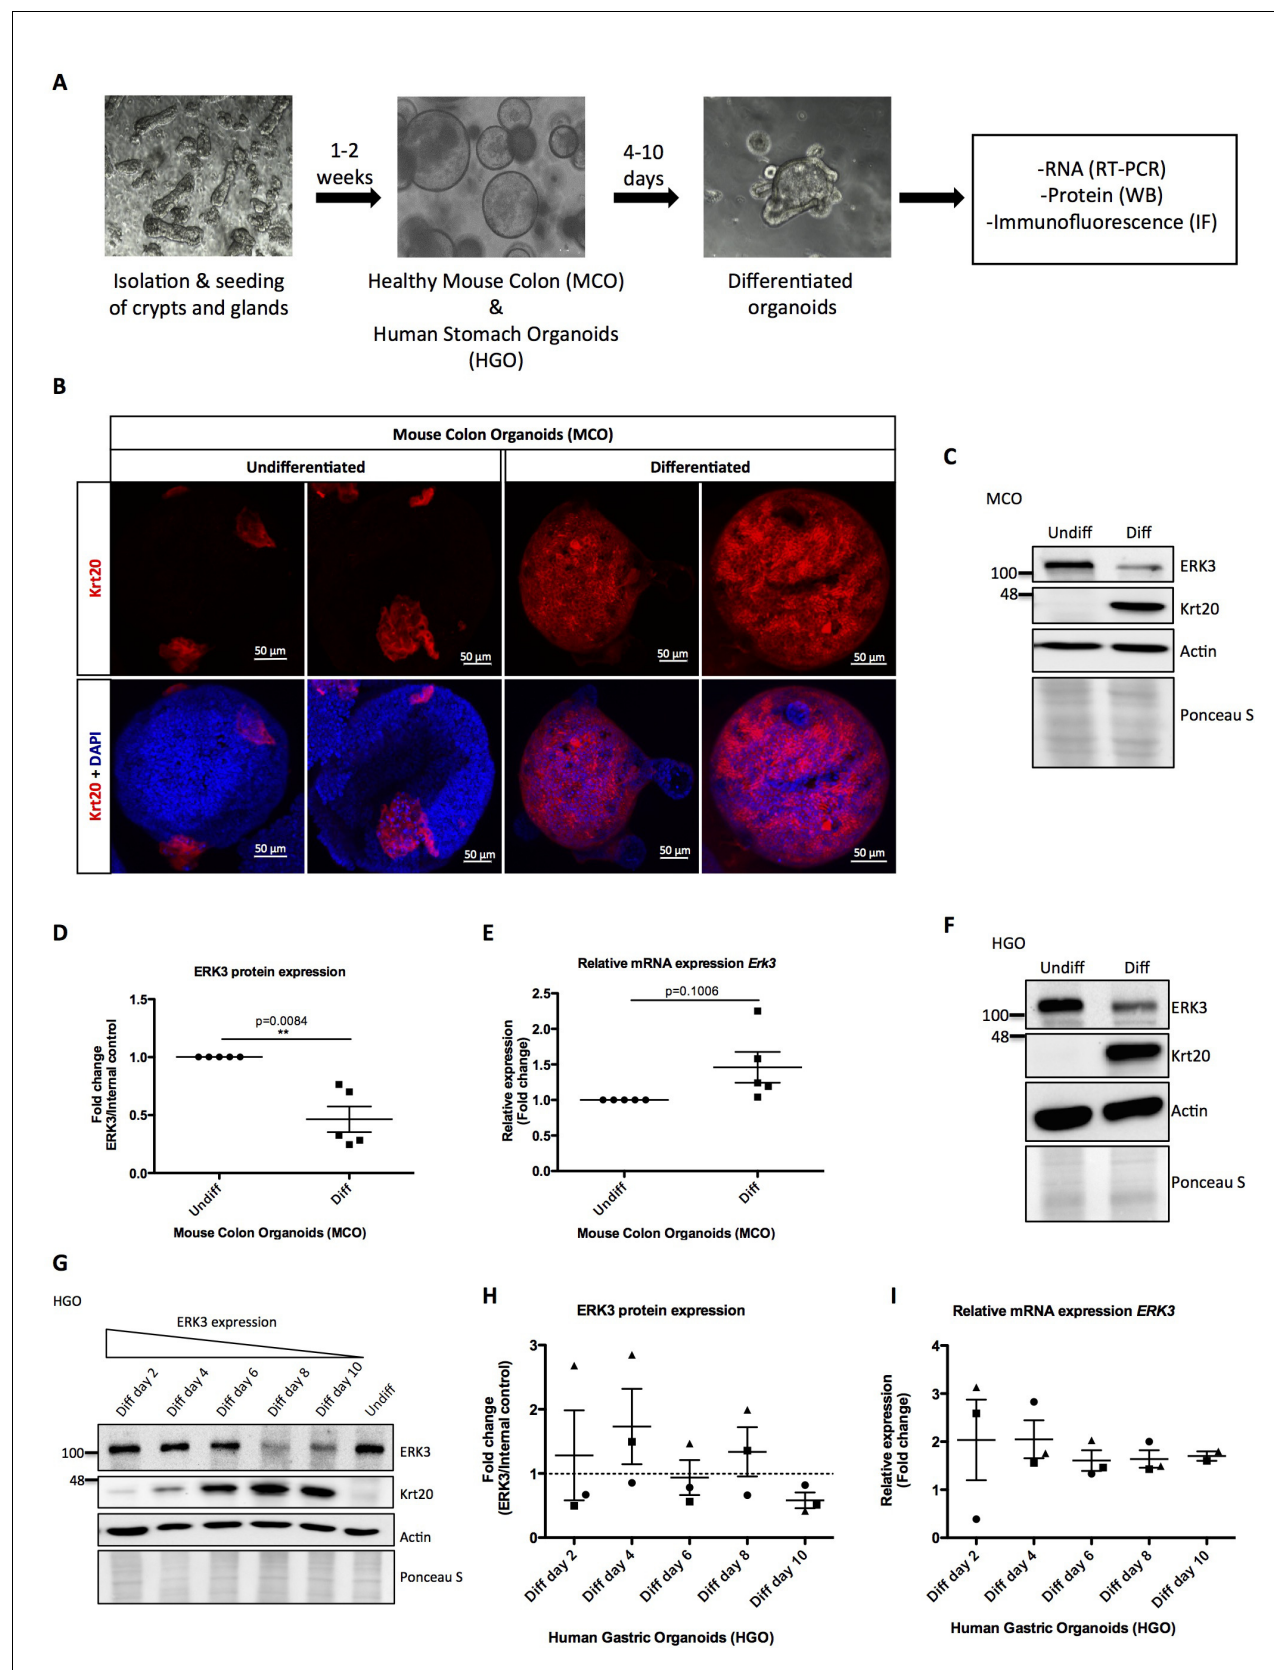 A
1-2
weeks
4-10
days
-RNA (RT-PCR)
-Protein (WB)
-Immunofluorescence (IF)
Isolation & seeding
of crypts and glands
Healthy Mouse Colon (MCO)
&
Human Stomach Organoids
(HGO)
Differentiated
organoids
B
Mouse Colon Organoids (MCO)
Undifferentiated
Differentiated
Krt20
50 µm
50 µm
50 µm
50 µm
Krt20 + DAPI
50 µm
50 µm
50 µm
50 µm
C
MCO
Undiff
Diff
100
ERK3
48
Krt20
Actin
Ponceau S
D
ERK3 protein expression
p=0.0084
**
Fold change
ERK3/Internal control
1.5
1.0
0.5
0.0
Undiff
Diff
Mouse Colon Organoids (MCO)
E
Relative mRNA expression Erk3
p=0.1006
Relative expression
(Fold change)
2.5
2.0
1.5
1.0
0.5
0.0
Undiff
Diff
Mouse Colon Organoids (MCO)
F
HGO
Undiff
Diff
100
ERK3
48
Krt20
Actin
Ponceau S
G
HGO
ERK3 expression
Diff day 2
Diff day 4
Diff day 6
Diff day 8
Diff day 10
Undiff
100
ERK3
48
Krt20
Actin
Ponceau S
H
ERK3 protein expression
Fold change
(ERK3/Internal control)
3
2
1
0
Diff day 2
Diff day 4
Diff day 6
Diff day 8
Diff day 10
Human Gastric Organoids (HGO)
I
Relative mRNA expression ERK3
Relative expression
(Fold change)
4
3
2
1
0
Diff day 2
Diff day 4
Diff day 6
Diff day 8
Diff day 10
Human Gastric Organoids (HGO)